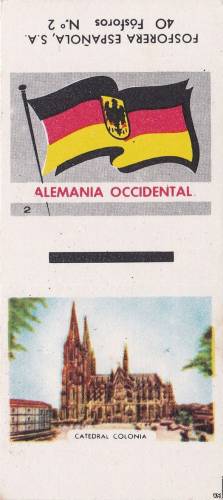 FOSFORERA ESPAÑOLA, S.A.
40 Fósforos N.º 2
ALEMANIA OCCIDENTAL
2
CATEDRAL COLONIA